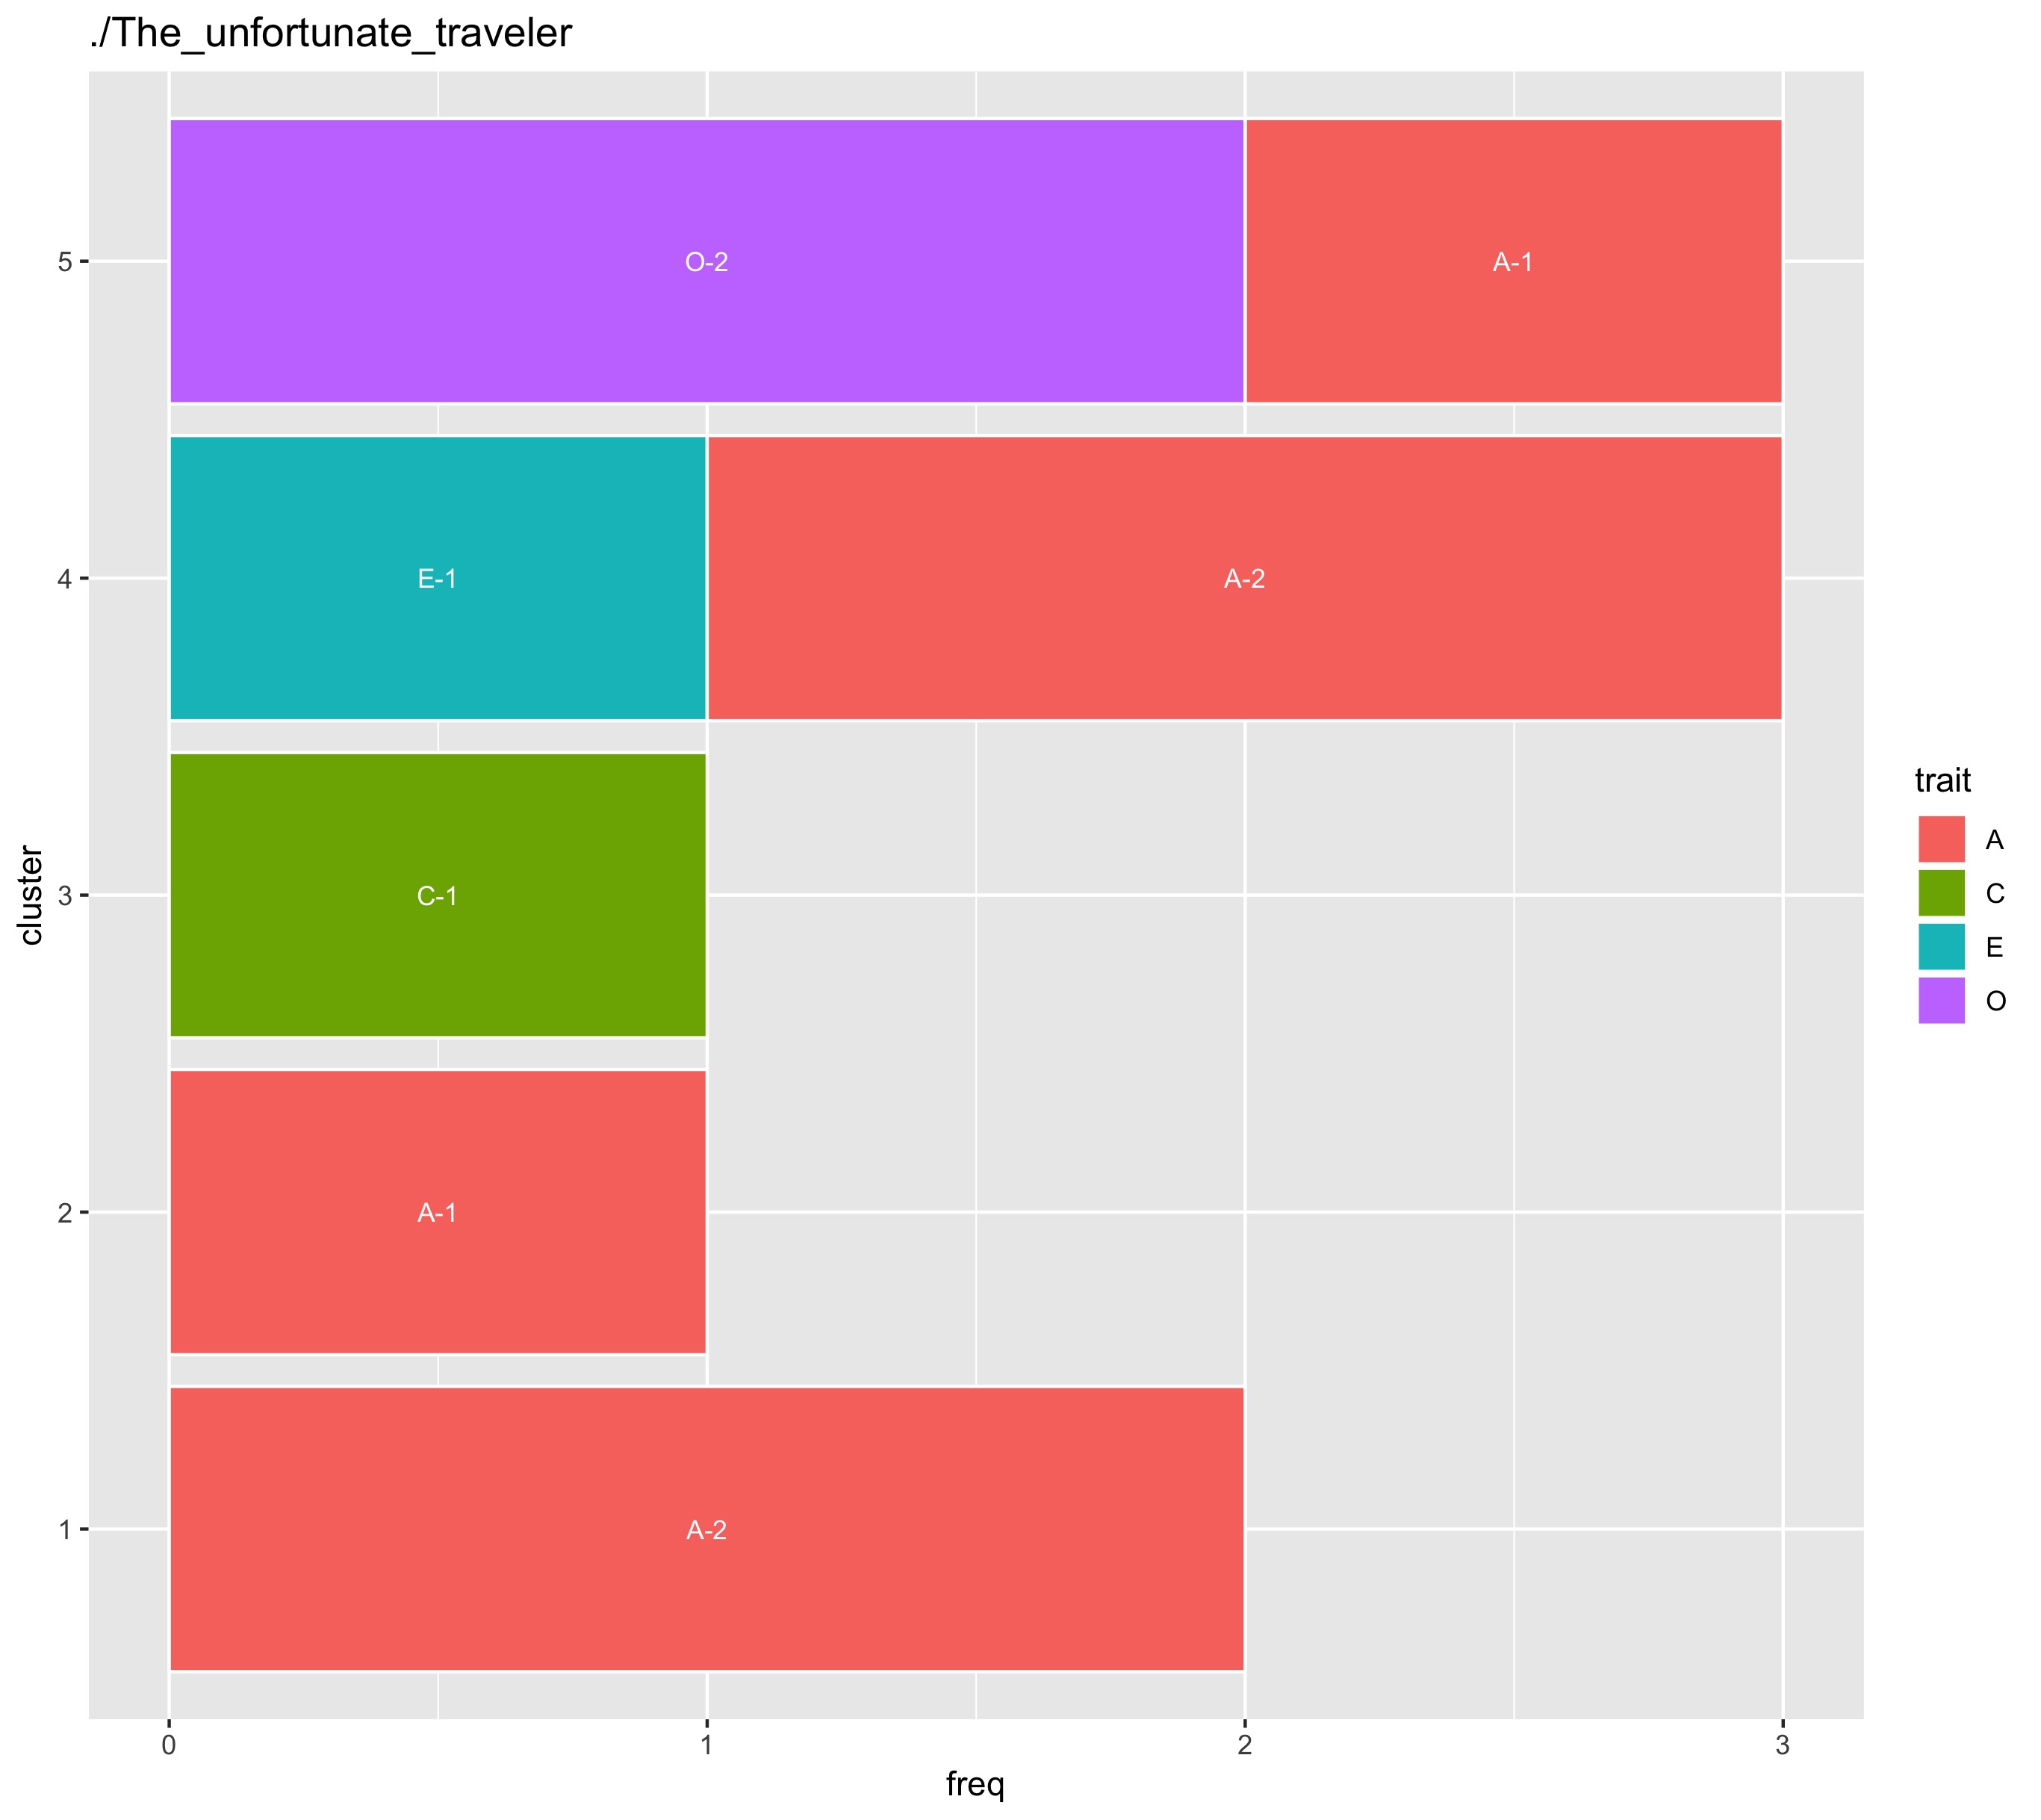 ./The_unfortunate_traveler
5
O-2
A-1
4
E-1
A-2
3
C-1
2
A-1
1
A-2
0
1
2
3
freq
cluster
trait
A
C
E
O